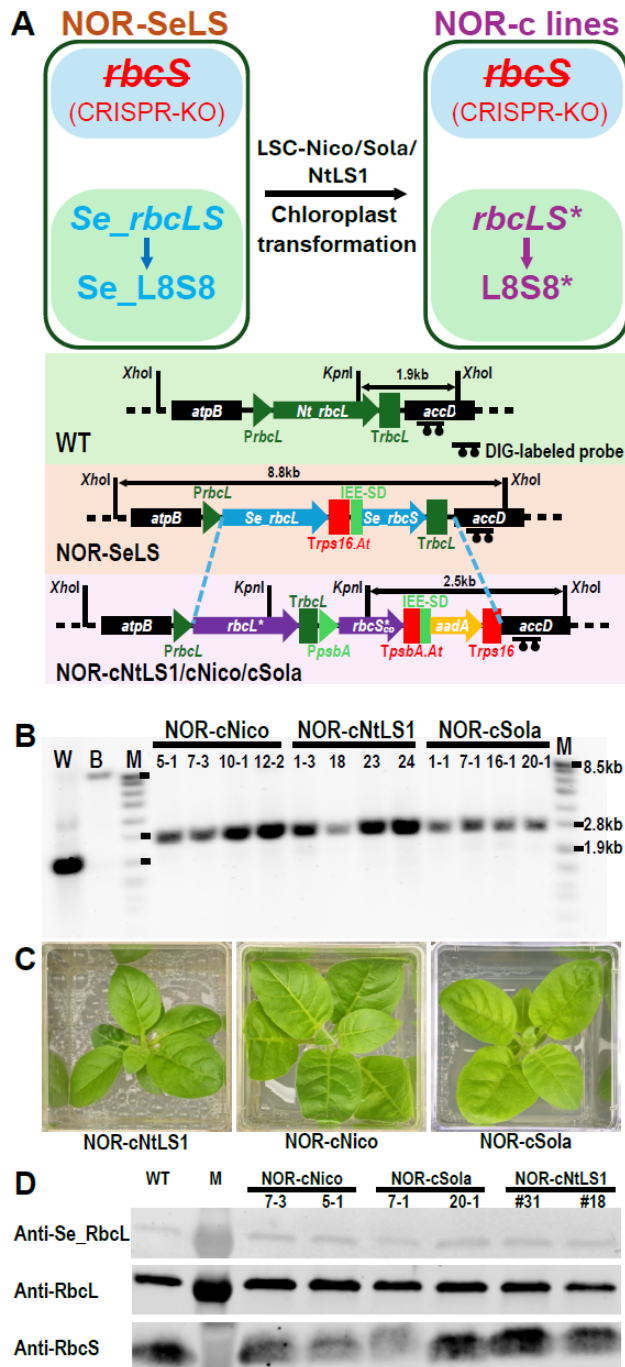 A
NOR-SeLS
NOR-c lines
rbcS
(CRISPR-KO)
rbcS
(CRISPR-KO)
LSC-Nico/Sola/
NtLS1
Chloroplast
transformation
Se_rbcLS
Se_L8S8
rbcLS*
L8S8*
XhoI
KpnI
1.9kb
XhoI
atpB
Nt_rbcL
accD
PrbcL
TrbcL
WT
DIG-labeled probe
XhoI
8.8kb
XhoI
PrbcL
IEE-SD
atpB
Se_rbcL
Se_rbcS
accD
Trps16.At
TrbcL
NOR-SeLS
XhoI
KpnI
KpnI
2.5kb
XhoI
TrbcL
IEE-SD
atpB
rbcL*
rbcS*CD
aadA
accD
PrbcL
PpsbA
TpsbA.At
Trps16
NOR-cNtLS1/cNico/cSola
B
NOR-cNico
NOR-cNtLS1
NOR-cSola
W
B
M
5-1
7-3
10-1
12-2
1-3
18
23
24
1-1
7-1
16-1
20-1
M
8.5kb
2.8kb
1.9kb
C
NOR-cNtLS1
NOR-cNico
NOR-cSola
D
WT
M
NOR-cNico
NOR-cSola
NOR-cNtLS1
7-3
5-1
7-1
20-1
#31
#18
Anti-Se_RbcL
Anti-RbcL
Anti-RbcS